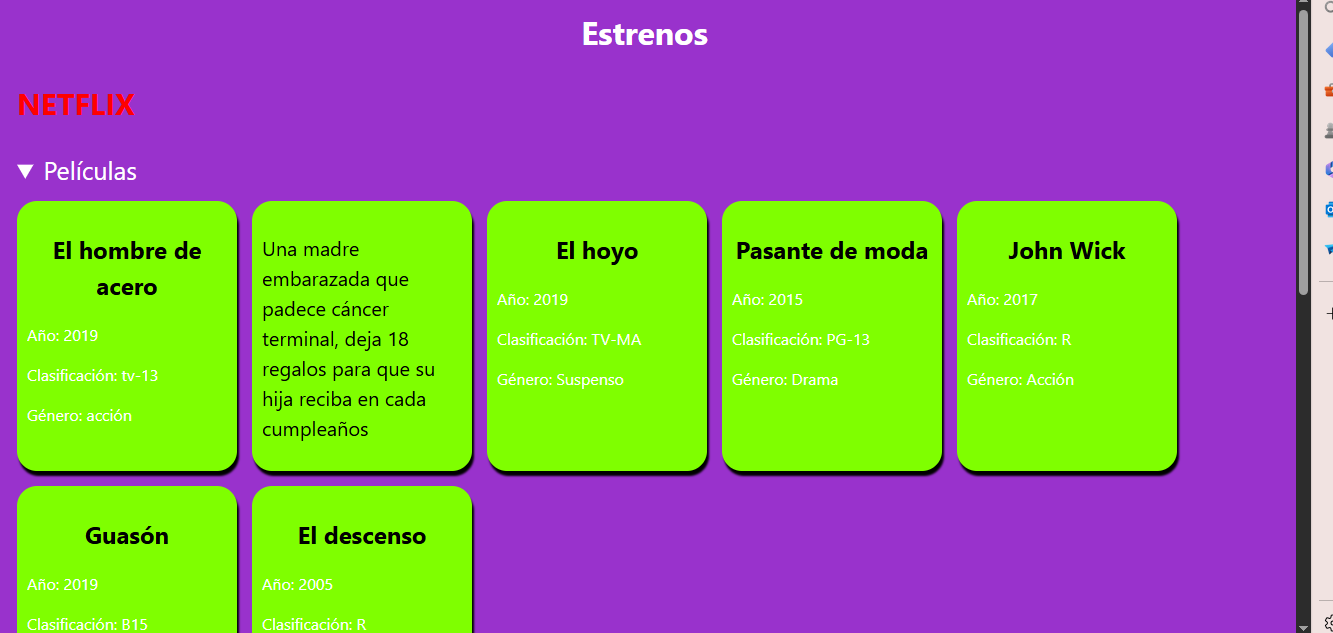 Estrenos
NETFLIX
▼ Películas
El hombre de
acero
Año: 2019
Clasificación: tv-13
Género: acción
Una madre
embarazada que
padece cáncer
terminal, deja 18
regalos para que su
hija reciba en cada
cumpleaños
El hoyo
Año: 2019
Clasificación: TV-MA
Género: Suspenso
Pasante de moda
Año: 2015
Clasificación: PG-13
Género: Drama
John Wick
Año: 2017
Clasificación: R
Género: Acción
Guasón
Año: 2019
Clasificación: B15
El descenso
Año: 2005
Clasificación: R